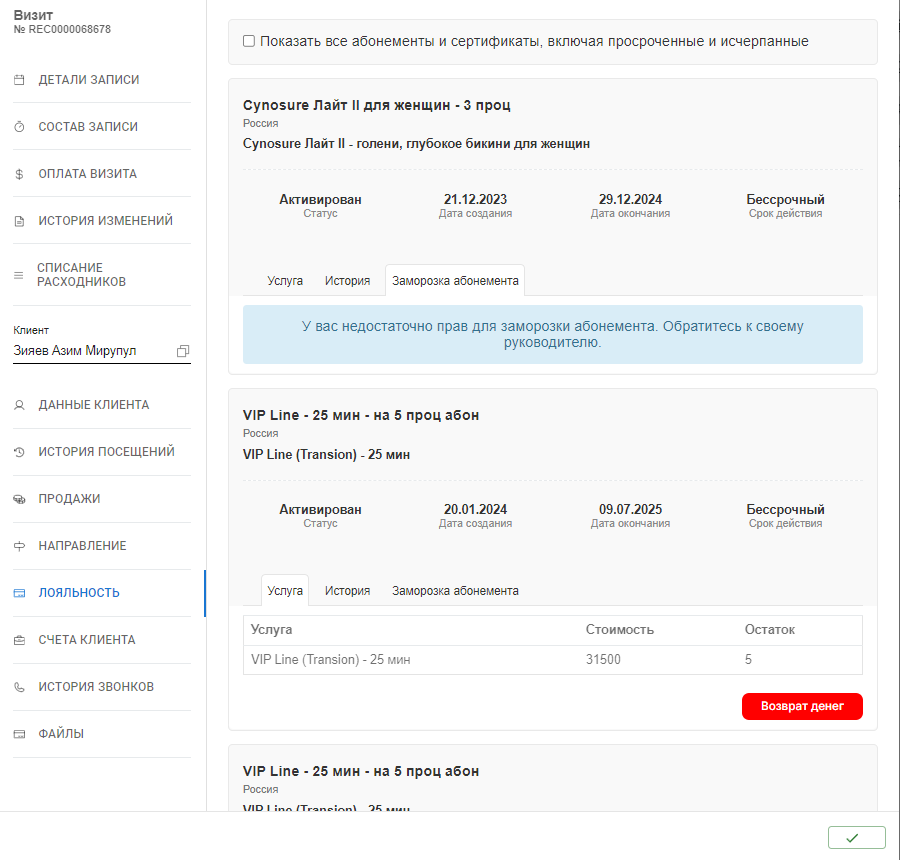 Визит
№ REC0000068678
ДЕТАЛИ ЗАПИСИ
СОСТАВ ЗАПИСИ
ОПЛАТА ВИЗИТА
ИСТОРИЯ ИЗМЕНЕНИЙ
СПИСАНИЕ
РАСХОДНИКОВ
Клиент
Зияев Азим Мирупул
ДАННЫЕ КЛИЕНТА
ИСТОРИЯ ПОСЕЩЕНИЙ
ПРОДАЖИ
НАПРАВЛЕНИЕ
ЛОЯЛЬНОСТЬ
СЧЕТА КЛИЕНТА
ИСТОРИЯ ЗВОНКОВ
ФАЙЛЫ
Показать все абонементы и сертификаты, включая просроченные и исчерпанные
Cynosure Лайт II для женщин - 3 проц
Россия
Cynosure Лайт II - голени, глубокое бикини для женщин
Активирован 21.12.2023 29.12.2024 Бессрочный
Статус Дата создания Дата окончания Срок действия
Услуга История Заморозка абонемента
У вас недостаточно прав для заморозки абонемента. Обратитесь к своему
руководителю.
VIP Line - 25 мин - на 5 проц абон
Россия
VIP Line (Transion) - 25 мин
Активирован 20.01.2024 09.07.2025 Бессрочный
Статус Дата создания Дата окончания Срок действия
Услуга История Заморозка абонемента
Услуга Стоимость Остаток
VIP Line (Transion) - 25 мин 31500 5
Возврат денег
VIP Line - 25 мин - на 5 проц абон
Россия
VIP Line (Transion) - 25 мин